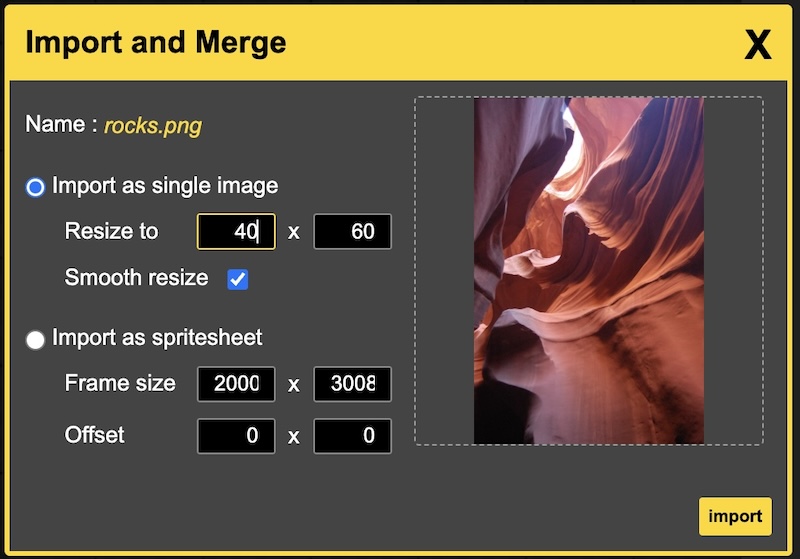 Import and Merge X
Name : rocks.png
Import as single image
Resize to 40 x 60
Smooth resize
Import as spritesheet
Frame size 2000 x 3008
Offset 0 x 0
import